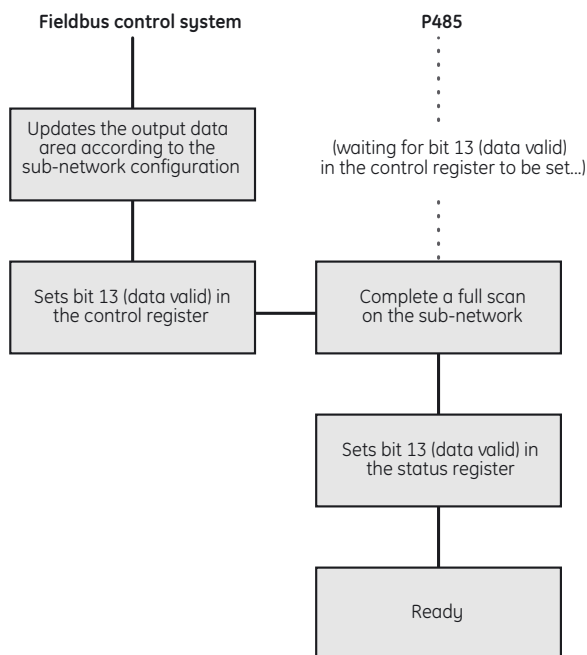 Fieldbus control system
P485
Updates the output data
area according to the
sub-network configuration
(waiting for bit 13 (data valid)
in the control register to be set...)
Sets bit 13 (data valid) in
the control register
Complete a full scan
on the sub-network
Sets bit 13 (data valid) in
the status register
Ready